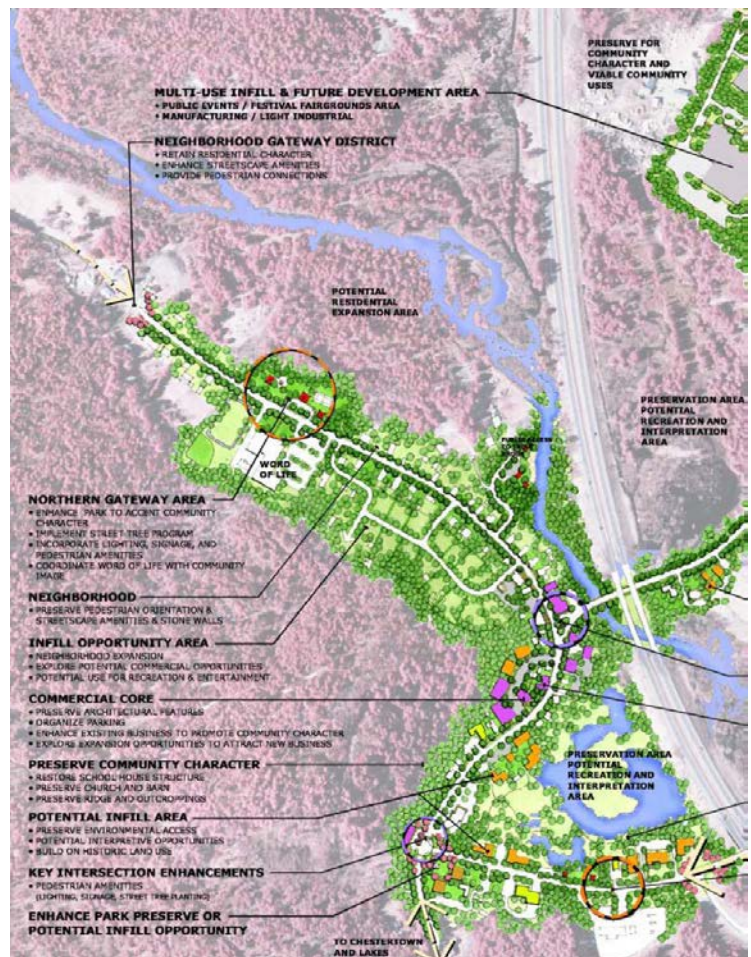 PRESERVE FOR
COMMUNITY
CHARACTER AND
VIABLE COMMUNITY
USES
MULTI-USE INFILL & FUTURE DEVELOPMENT AREA
• PUBLIC EVENTS / FESTIVAL FAIRGROUNDS AREA
• MANUFACTURING / LIGHT INDUSTRIAL
NEIGHBORHOOD GATEWAY DISTRICT
• RETAIN RESIDENTIAL CHARACTER
• ENHANCE STREETSCAPE AMENITIES
• PROVIDE PEDESTRIAN CONNECTIONS
POTENTIAL
RESIDENTIAL
EXPANSION AREA
PRESERVATION AREA
POTENTIAL
RECREATION AND
INTERPRETATION
AREA
PUBLIC ACCESS
WORD
OF LIFE
NORTHERN GATEWAY AREA
• ENHANCE PARK TO ACCENT COMMUNITY
CHARACTER
• IMPLEMENT STREET TREE PROGRAM
• INCORPORATE LIGHTING, SIGNAGE, AND
PEDESTRIAN AMENITIES
• COORDINATE WORD OF LIFE WITH COMMUNITY
IMAGE
NEIGHBORHOOD
• PRESERVE PEDESTRIAN ORIENTATION &
STREETSCAPE AMENITIES & STONE WALLS
INFILL OPPORTUNITY AREA
• NEIGHBORHOOD EXPANSION
• EXPLORE POTENTIAL COMMERCIAL OPPORTUNITIES
• POTENTIAL USE FOR RECREATION & ENTERTAINMENT
COMMERCIAL CORE
• PRESERVE ARCHITECTURAL FEATURES
• ORGANIZE PARKING
• ENHANCE EXISTING BUSINESS TO PROMOTE COMMUNITY CHARACTER
• EXPLORE EXPANSION OPPORTUNITIES TO ATTRACT NEW BUSINESS
PRESERVE COMMUNITY CHARACTER
• RESTORE SCHOOL HOUSE STRUCTURE
• PRESERVE CHURCH AND BARN
• PRESERVE RIDGE AND OUTCROPPINGS
PRESERVATION AREA
POTENTIAL
RECREATION AND
INTERPRETATION
AREA
POTENTIAL INFILL AREA
• PRESERVE ENVIRONMENTAL ACCESS
• POTENTIAL INTERPRETIVE OPPORTUNITIES
• BUILD ON HISTORIC LAND USE
KEY INTERSECTION ENHANCEMENTS
• PEDESTRIAN AMENITIES
(LIGHTING, SIGNAGE, STREET TREE PLANTING)
ENHANCE PARK PRESERVE OR
POTENTIAL INFILL OPPORTUNITY
TO CHESTERTOWN
AND LAKES